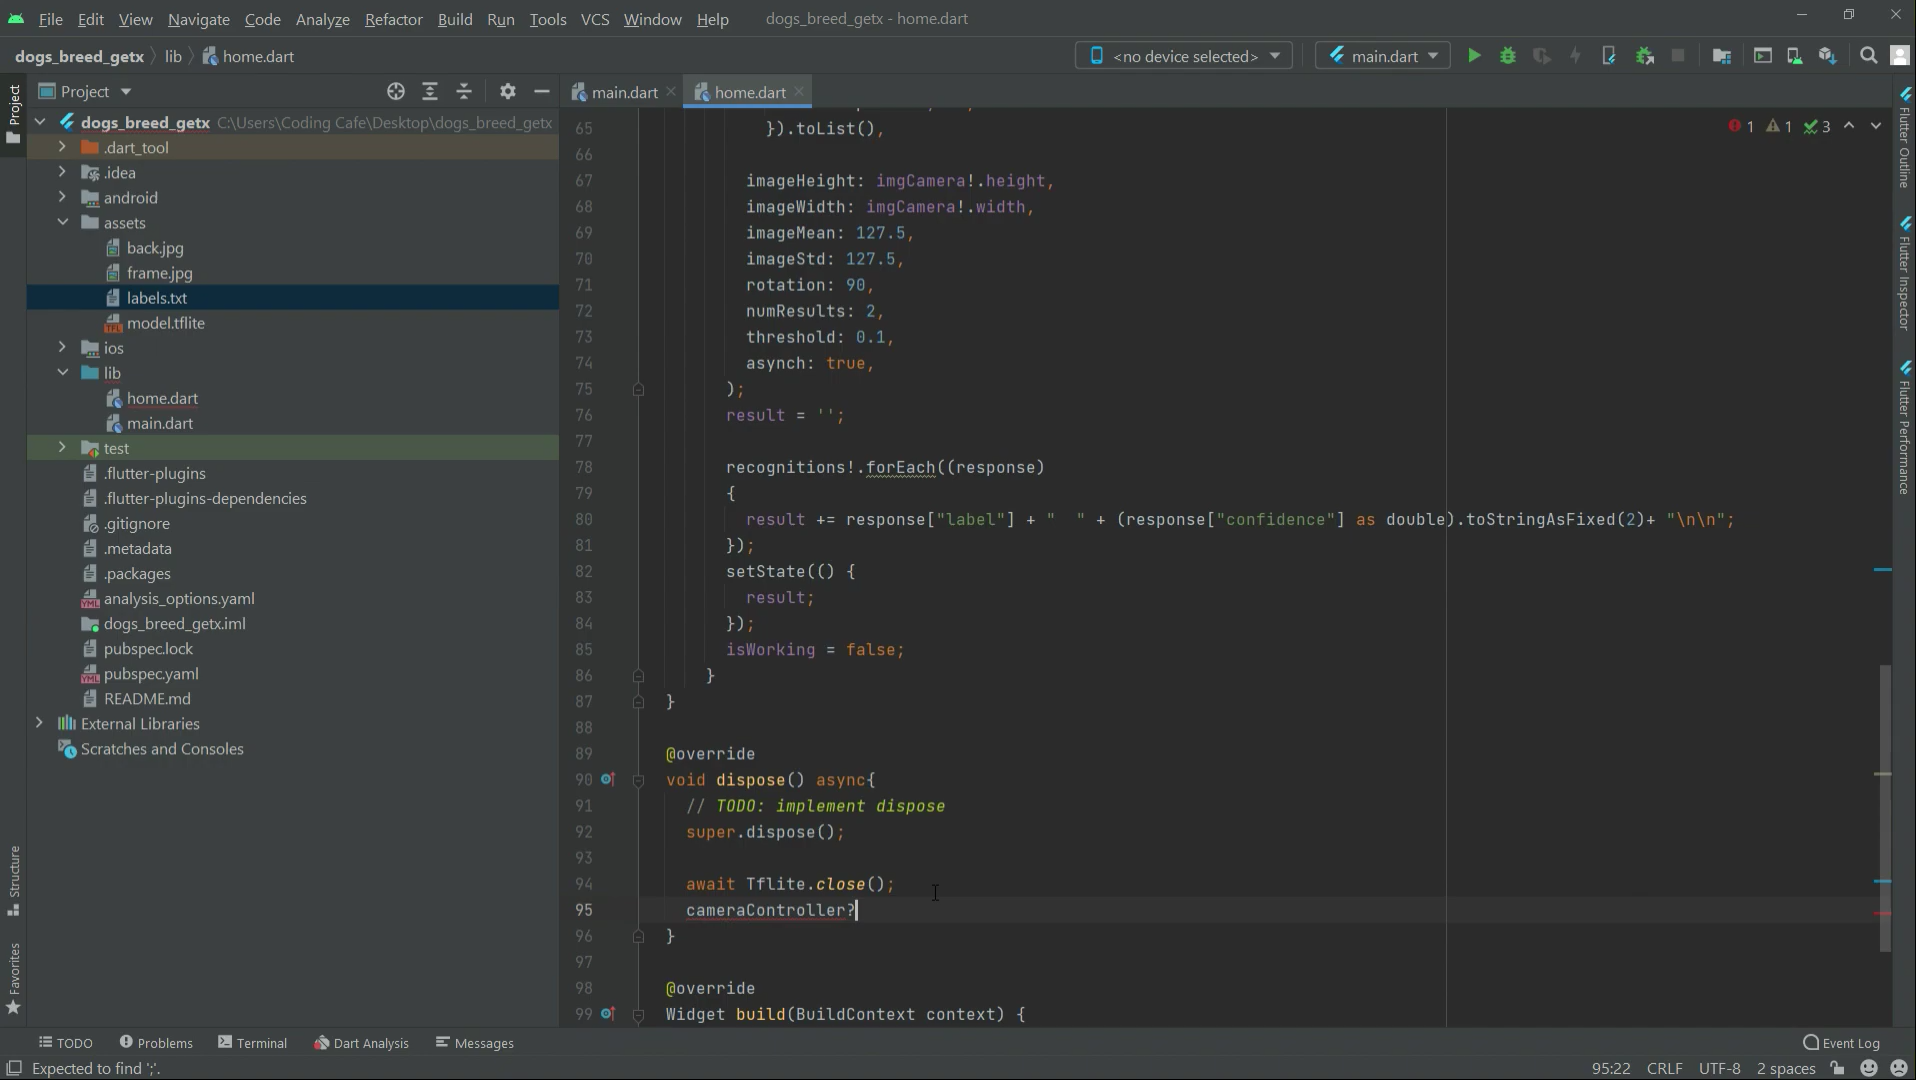 File Edit View Navigate Code Analyze Refactor Build Run Tools VCS Window Help dogs_breed_getx - home.dart
dogs_breed_getx lib home.dart <no device selected> main.dart
Project main.dart home.dart
Project
dogs_breed_getx C:\Users\Coding Cafe\Desktop\dogs_breed_getx
.dart_tool
.idea
android
assets
back.jpg
frame.jpg
labels.txt
model.tflite
ios
lib
home.dart
main.dart
test
.flutter-plugins
.flutter-plugins-dependencies
.gitignore
.metadata
.packages
analysis_options.yaml
dogs_breed_getx.iml
pubspec.lock
pubspec.yaml
README.md
External Libraries
Scratches and Consoles
Structure
Favorites
1 1 3
65 }).toList(),
66
67 imageHeight: imgCamera!.height,
68 imageWidth: imgCamera!.width,
69 imageMean: 127.5,
70 imageStd: 127.5,
71 rotation: 90,
72 numResults: 2,
73 threshold: 0.1,
74 asynch: true,
75 );
76 result = '';
77
78 recognitions!.forEach((response)
79 {
80 result += response["label"] + "  " + (response["confidence"] as double).toStringAsFixed(2)+ "\n\n";
81 });
82 setState(() {
83 result;
84 });
85 isWorking = false;
86 }
87 }
88
89 @override
90 void dispose() async{
91 // TODO: implement dispose
92 super.dispose();
93
94 await Tflite.close();
95 cameraController?
96 }
97
98 @override
99 Widget build(BuildContext context) {
Flutter Outline
Flutter Inspector
Flutter Performance
TODO Problems Terminal Dart Analysis Messages Event Log
Expected to find ';'. 95:22 CRLF UTF-8 2 spaces